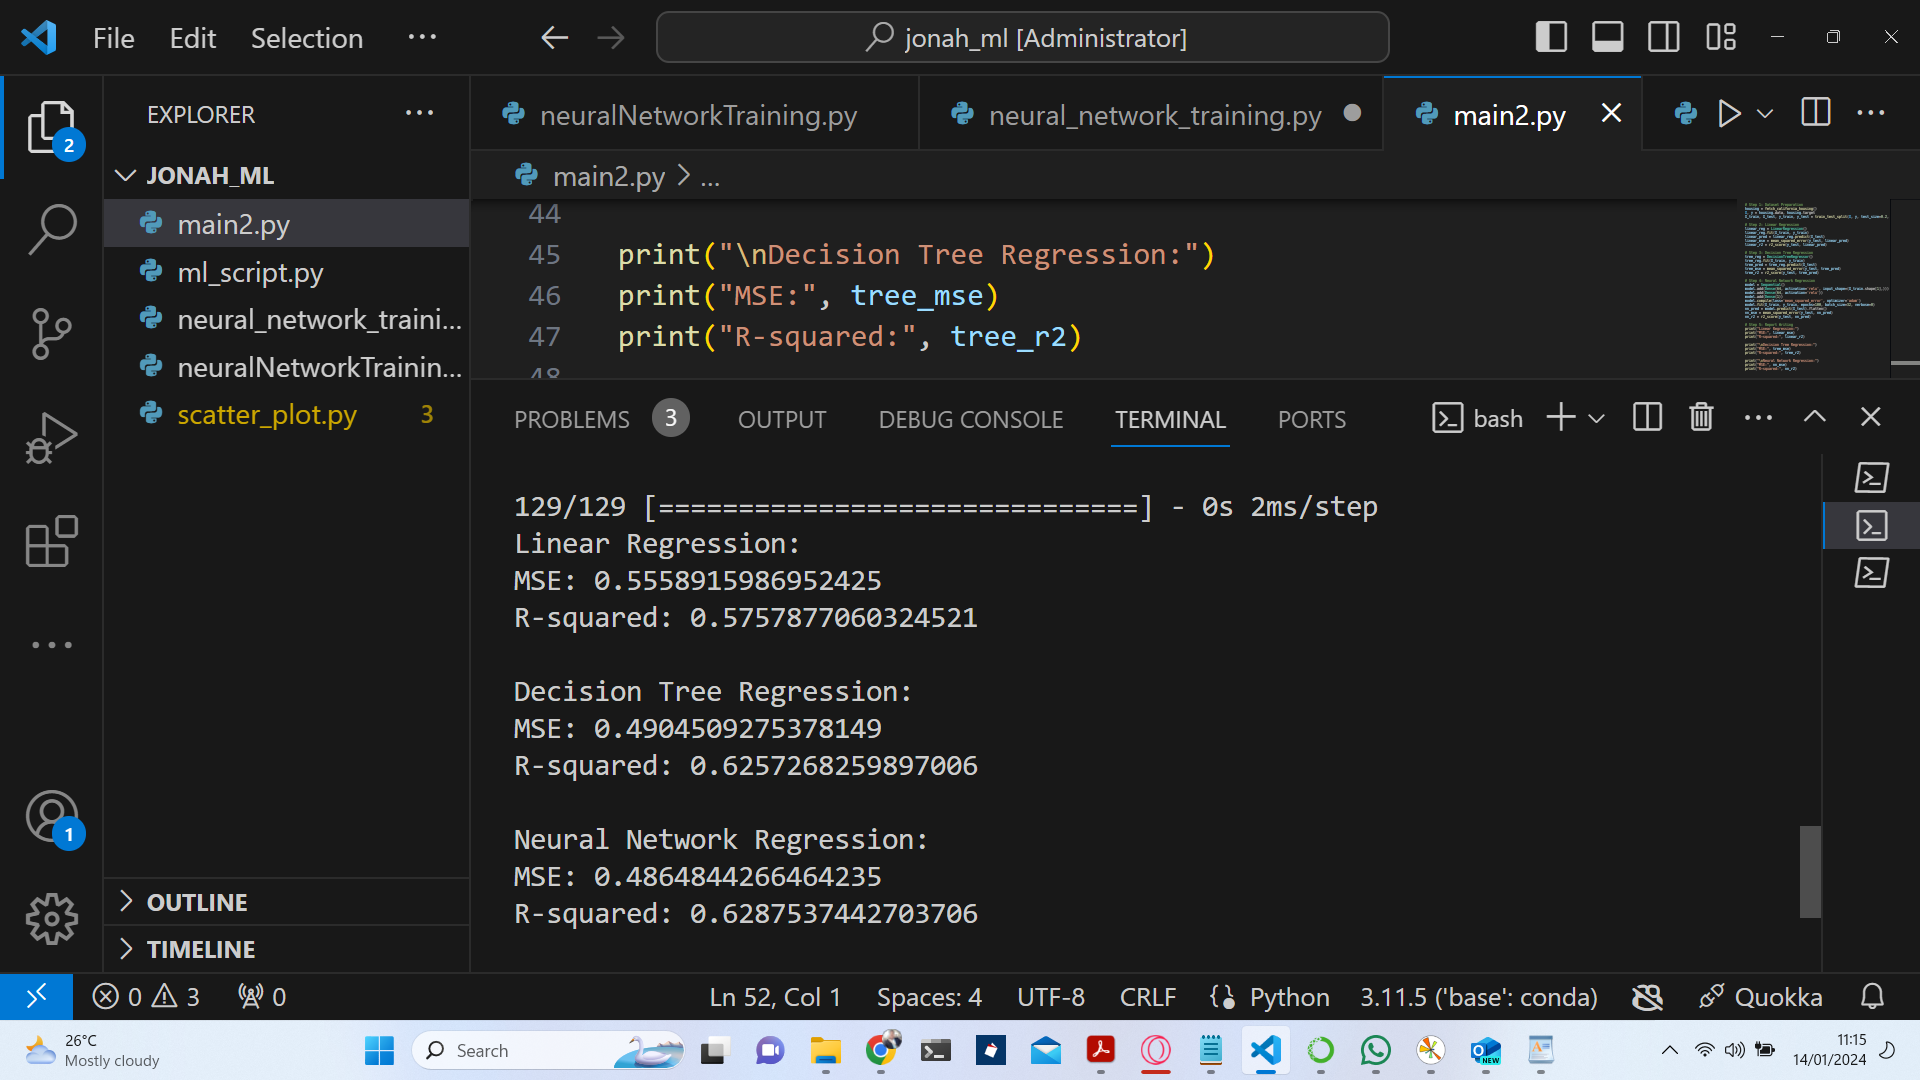 File Edit Selection ... jonah_ml [Administrator]
EXPLORER ...
neuralNetworkTraining.py neural_network_training.py main2.py
JONAH_ML
main2.py > ...
main2.py
ml_script.py
neural_network_traini...
neuralNetworkTrainin...
scatter_plot.py 3
2
1
OUTLINE
TIMELINE
44
45 print("\nDecision Tree Regression:")
46 print("MSE:", tree_mse)
47 print("R-squared:", tree_r2)
48
PROBLEMS 3 OUTPUT DEBUG CONSOLE TERMINAL PORTS bash
129/129 [==============================] - 0s 2ms/step
Linear Regression:
MSE: 0.5558915986952425
R-squared: 0.5757877060324521
Decision Tree Regression:
MSE: 0.4904509275378149
R-squared: 0.6257268259897006
Neural Network Regression:
MSE: 0.4864844266464235
R-squared: 0.6287537442703706
0 3 0 Ln 52, Col 1 Spaces: 4 UTF-8 CRLF Python 3.11.5 ('base': conda) Quokka
26°C
Mostly cloudy
Search
NEW
11:15
14/01/2024